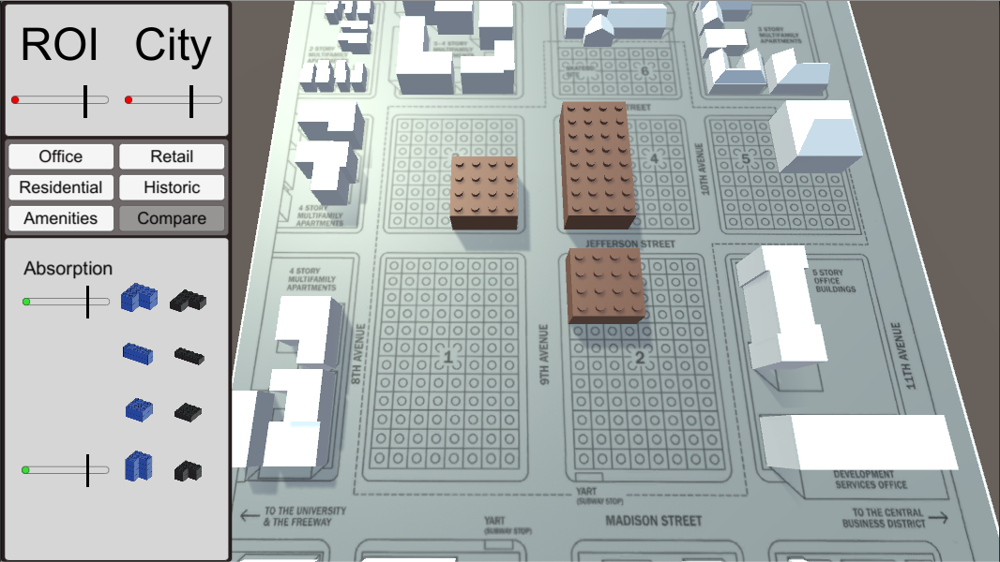 ROI City
Office
Retail
Residential
Historic
Amenities
Compare
Absorption
2 STORY
MULTIFAMILY
3-4 STORY
MULTIFAMILY
3 STORY
MULTIFAMILY
APARTMENTS
6
STREET
4
5
10TH AVENUE
4 STORY
MULTIFAMILY
APARTMENTS
JEFFERSON STREET
4 STORY
MULTIFAMILY
APARTMENTS
5 STORY
OFFICE
BUILDINGS
8TH AVENUE
9TH AVENUE
11TH AVENUE
1
2
DEVELOPMENT
SERVICES OFFICE
YART
(SUBWAY STOP)
TO THE UNIVERSITY
& THE FREEWAY
YART
(SUBWAY STOP)
MADISON STREET
TO THE CENTRAL
BUSINESS DISTRICT